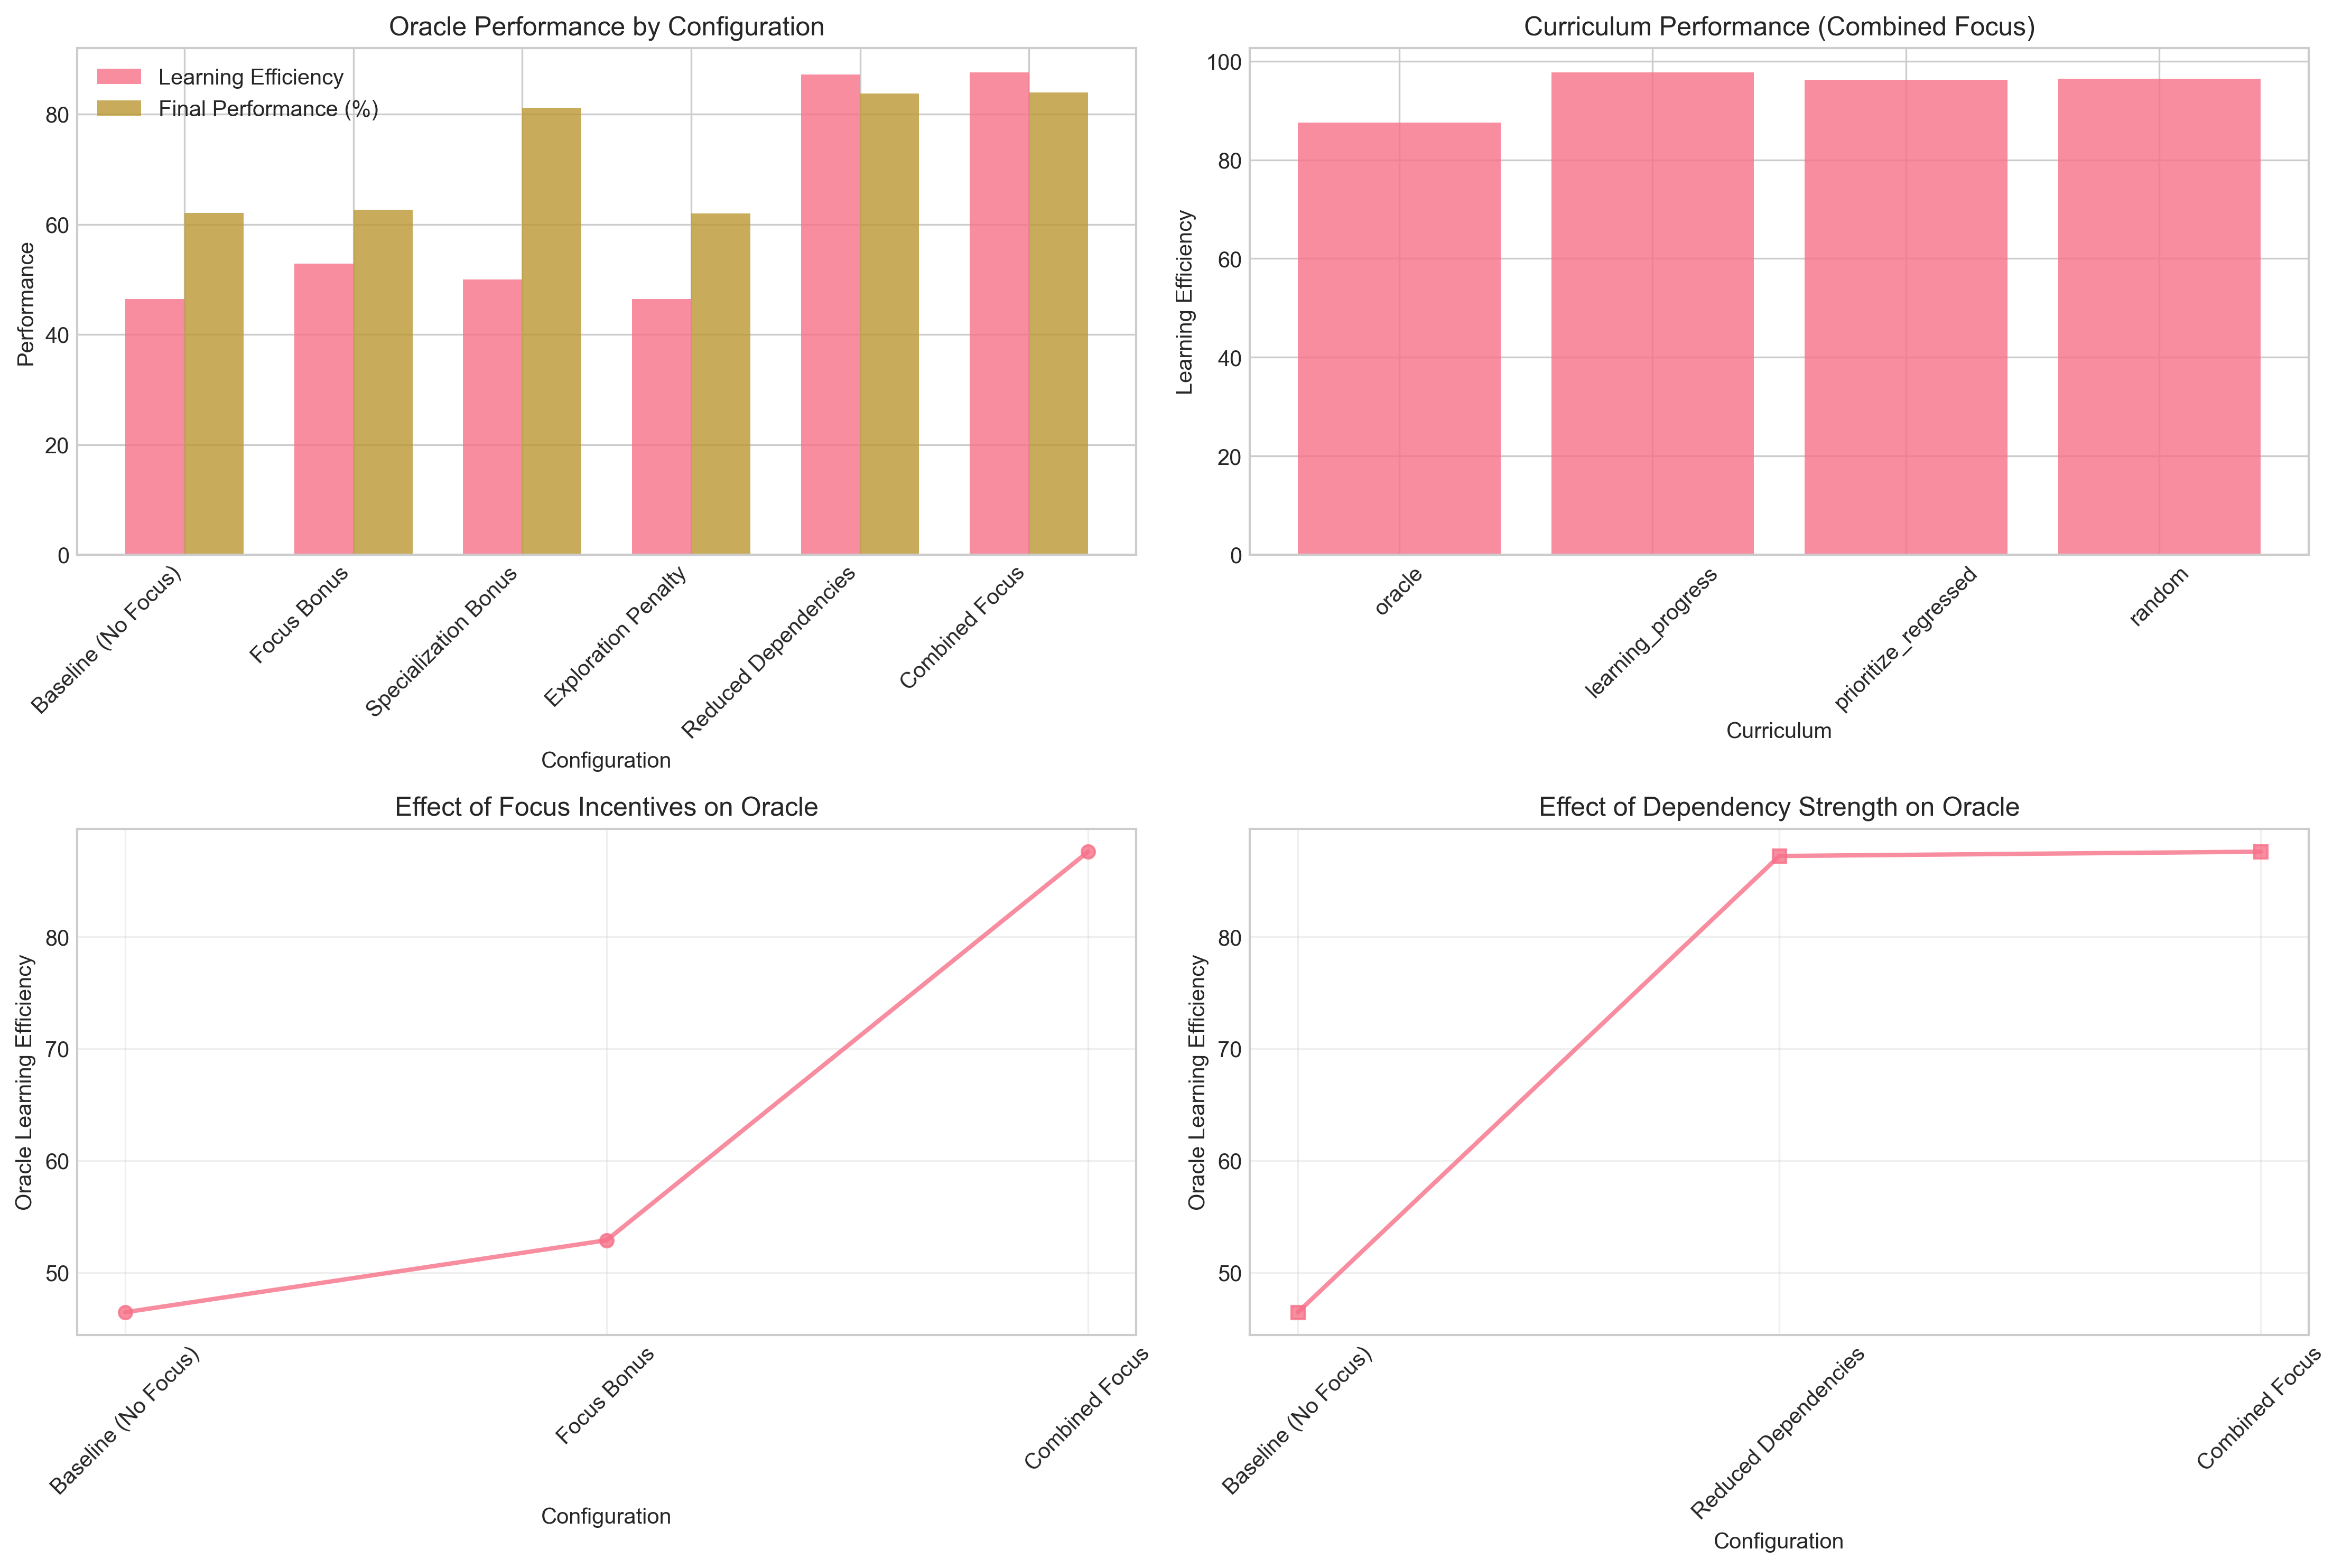 Oracle Performance by Configuration
Learning Efficiency
Final Performance (%)
Performance
80
60
40
20
0
Baseline (No Focus)
Focus Bonus
Specialization Bonus
Exploration Penalty
Reduced Dependencies
Combined Focus
Configuration
Curriculum Performance (Combined Focus)
Learning Efficiency
100
80
60
40
20
0
oracle
learning_progress
prioritize_regressed
random
Curriculum
Effect of Focus Incentives on Oracle
Oracle Learning Efficiency
80
70
60
50
Baseline (No Focus)
Focus Bonus
Combined Focus
Configuration
Effect of Dependency Strength on Oracle
Oracle Learning Efficiency
80
70
60
50
Baseline (No Focus)
Reduced Dependencies
Combined Focus
Configuration